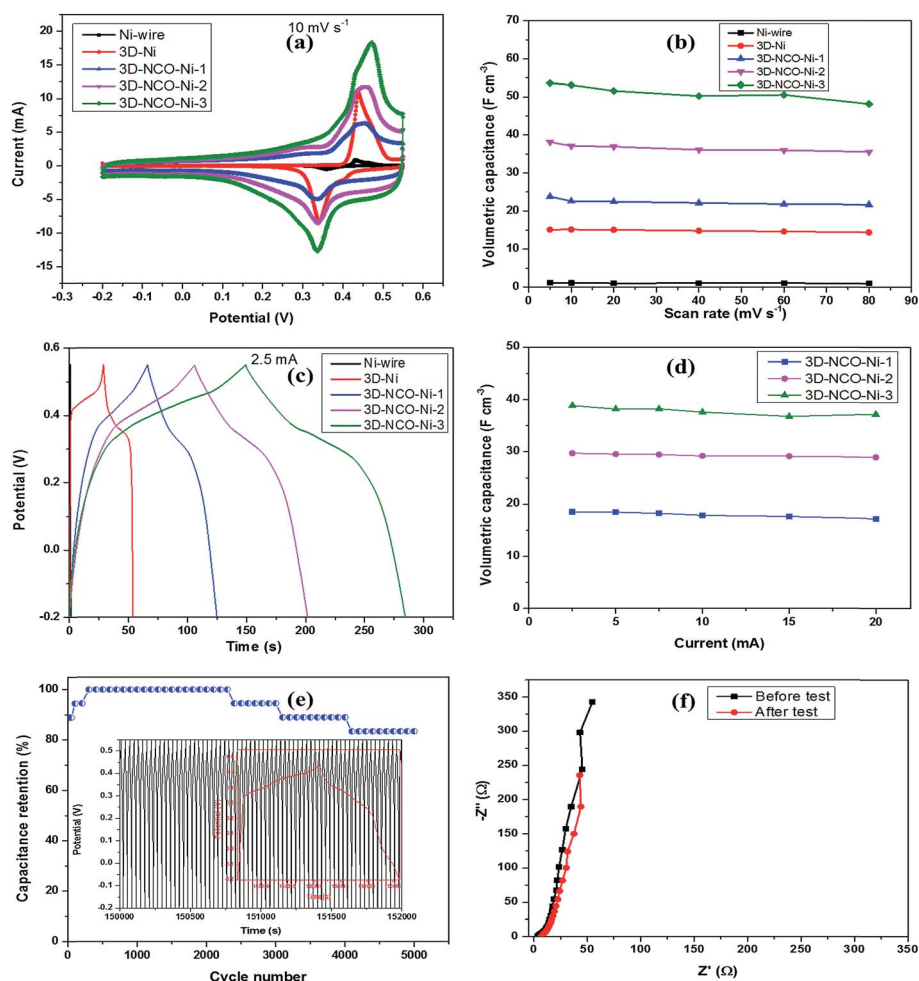 10 mV s⁻¹
(a)
Ni-wire
3D-Ni
3D-NCO-Ni-1
3D-NCO-Ni-2
3D-NCO-Ni-3
Current (mA)
25
20
15
10
5
0
-5
-10
-15
-0.3 -0.2 -0.1 0.0 0.1 0.2 0.3 0.4 0.5 0.6
Potential (V)
(b)
Ni-wire
3D-Ni
3D-NCO-Ni-1
3D-NCO-Ni-2
3D-NCO-Ni-3
Volumetric capacitance (F cm⁻³)
70
60
50
40
30
20
10
0
0 10 20 30 40 50 60 70 80 90
Scan rate (mV s⁻¹)
2.5 mA
(c)
Ni-wire
3D-Ni
3D-NCO-Ni-1
3D-NCO-Ni-2
3D-NCO-Ni-3
Potential (V)
0.6
0.4
0.2
0.0
-0.2
0 50 100 150 200 250 300
Time (s)
(d)
3D-NCO-Ni-1
3D-NCO-Ni-2
3D-NCO-Ni-3
Volumetric capacitance (F cm⁻³)
50
40
30
20
10
0
0 5 10 15 20
Current (mA)
(e)
Capacitance retention (%)
100
80
60
40
20
0
0 1000 2000 3000 4000 5000
Cycle number
Potential (V)
0.5
0.4
0.3
0.2
0.1
0.0
-0.1
-0.2
150000 150500 151000 151500 152000
Time (s)
Potential (V)
Time (s)
(f)
Before test
After test
-Z'' (Ω)
350
300
250
200
150
100
50
0
0 50 100 150 200 250 300 350
Z' (Ω)